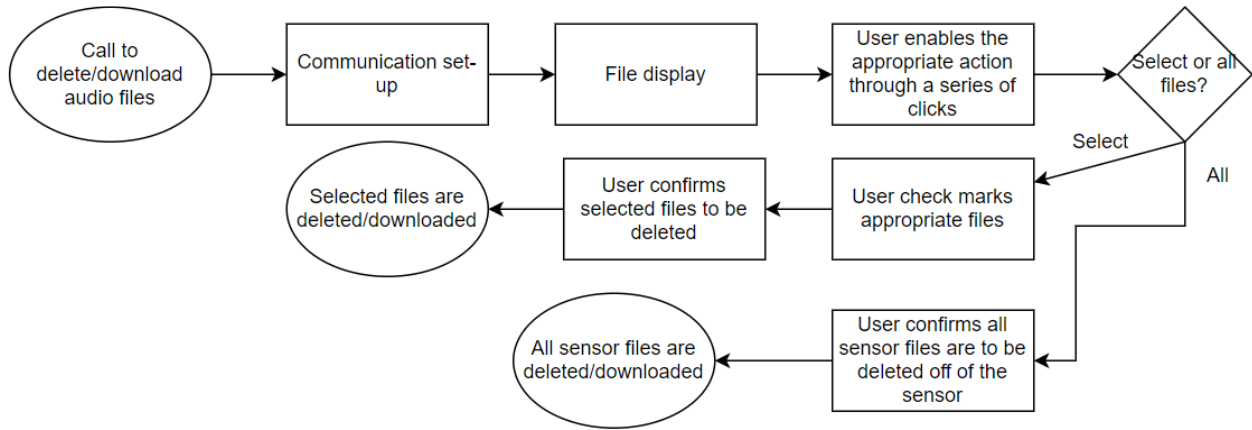 Call to
delete/download
audio files
Communication set-
up
File display
User enables the
appropriate action
through a series of
clicks
Select or all
files?
Select
All
User check marks
appropriate files
User confirms
selected files to be
deleted
Selected files are
deleted/downloaded
User confirms all
sensor files are to be
deleted off of the
sensor
All sensor files are
deleted/downloaded